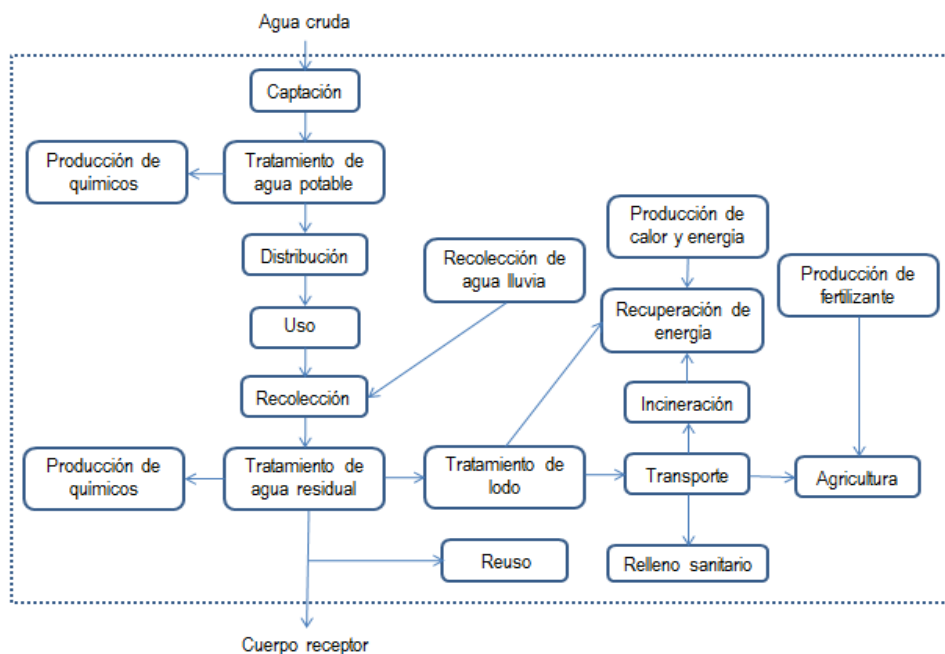 Agua cruda
Captación
Producción de
químicos
Tratamiento de
agua potable
Distribución
Recolección de
agua lluvia
Producción de
calor y energía
Producción de
fertilizante
Uso
Recuperación de
energía
Recolección
Incineración
Producción de
químicos
Tratamiento de
agua residual
Tratamiento de
lodo
Transporte
Agricultura
Reuso
Relleno sanitario
Cuerpo receptor